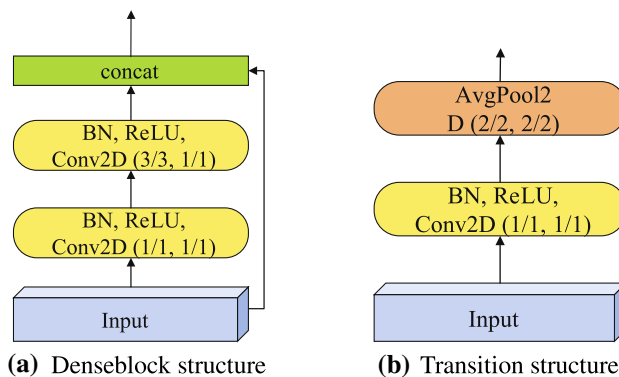 concat
BN, ReLU,
Conv2D (3/3, 1/1)
BN, ReLU,
Conv2D (1/1, 1/1)
Input
(a) Denseblock structure
AvgPool2
D (2/2, 2/2)
BN, ReLU,
Conv2D (1/1, 1/1)
Input
(b) Transition structure